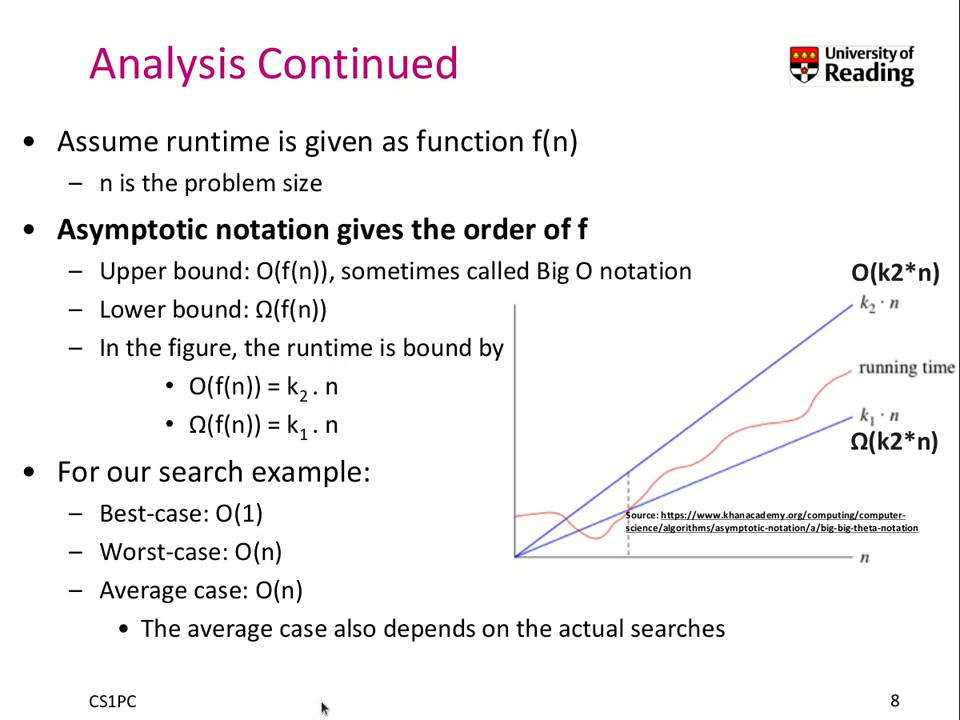 Analysis Continued
University of
Reading
• Assume runtime is given as function f(n)
– n is the problem size
• Asymptotic notation gives the order of f
– Upper bound: O(f(n)), sometimes called Big O notation
– Lower bound: Ω(f(n))
– In the figure, the runtime is bound by
• O(f(n)) = k₂ . n
• Ω(f(n)) = k₁ . n
• For our search example:
– Best-case: O(1)
– Worst-case: O(n)
– Average case: O(n)
• The average case also depends on the actual searches
O(k2*n)
k₂ · n
running time
k₁ · n
Ω(k2*n)
Source: https://www.khanacademy.org/computing/computer-
science/algorithms/asymptotic-notation/a/big-big-theta-notation
n
CS1PC
8